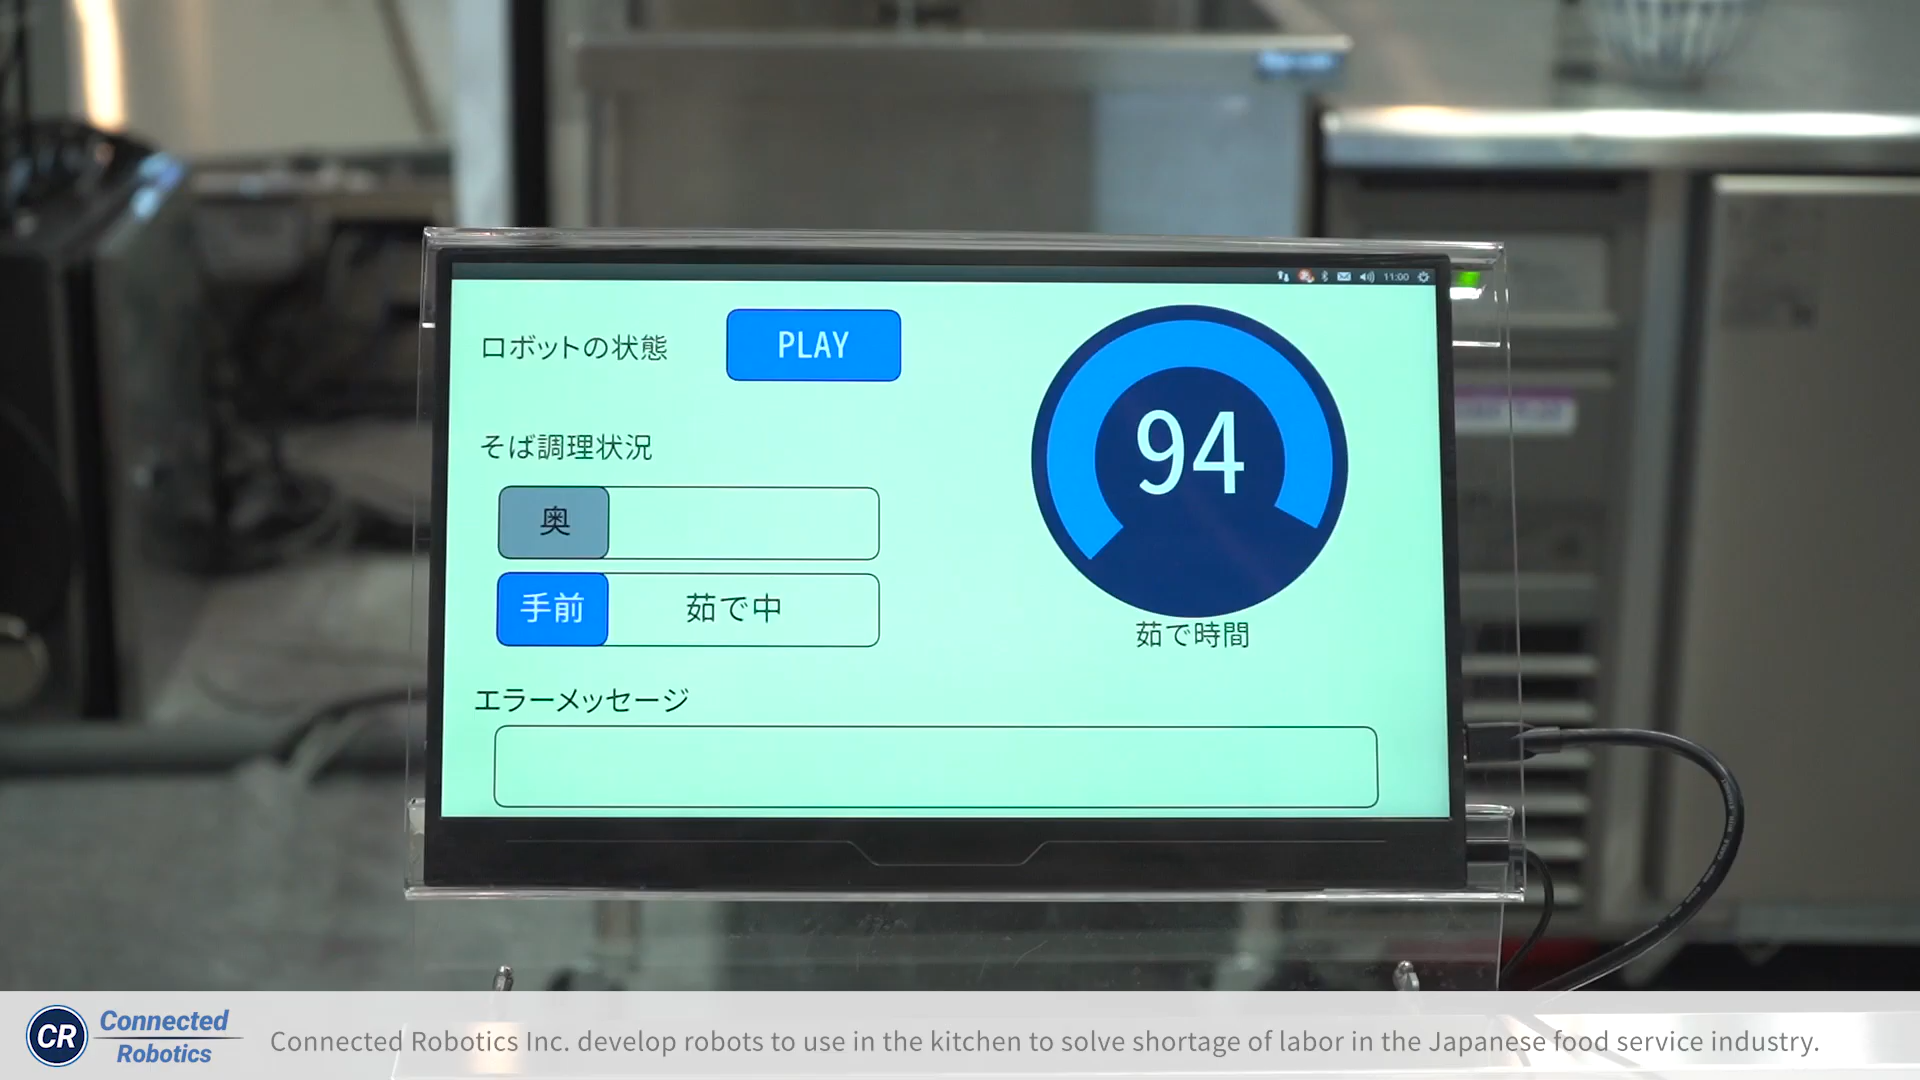 11:00
ロボットの状態
PLAY
そば調理状況
奥
手前
茹で中
94
茹で時間
エラーメッセージ
CR
Connected
Robotics
Connected Robotics Inc. develop robots to use in the kitchen to solve shortage of labor in the Japanese food service industry.